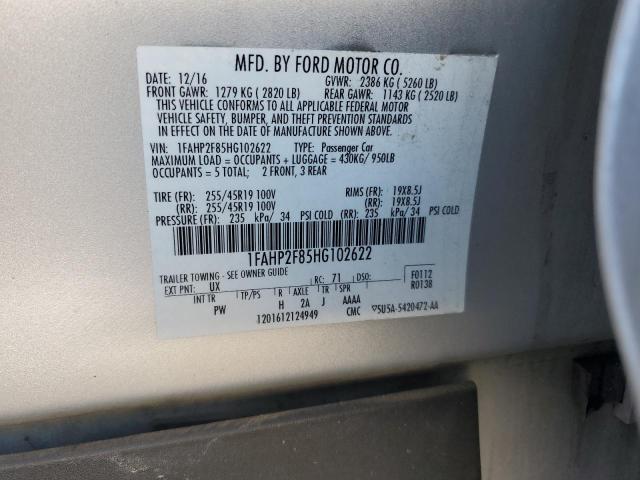 MFD. BY FORD MOTOR CO.
DATE: 12/16 GVWR: 2386 KG ( 5260 LB)
FRONT GAWR: 1279 KG ( 2820 LB) REAR GAWR: 1143 KG ( 2520 LB)
THIS VEHICLE CONFORMS TO ALL APPLICABLE FEDERAL MOTOR
VEHICLE SAFETY, BUMPER, AND THEFT PREVENTION STANDARDS
IN EFFECT ON THE DATE OF MANUFACTURE SHOWN ABOVE.
VIN: 1FAHP2F85HG102622 TYPE: Passenger Car
MAXIMUM LOAD = OCCUPANTS + LUGGAGE = 430KG/ 950LB
OCCUPANTS = 5 TOTAL; 2 FRONT, 3 REAR
TIRE (FR): 255/45R19 100V RIMS (FR): 19X8.5J
(RR): 255/45R19 100V (RR): 19X8.5J
PRESSURE (FR): 235 kPa/ 34 PSI COLD (RR): 235 kPa/ 34 PSI COLD
1FAHP2F85HG102622
TRAILER TOWING - SEE OWNER GUIDE
EXT PNT: UX RC: 71 DSO: F0112
R0138
INT TR TP/PS R AXLE TR SPR
PW H 2A J AAAA
1201612124949 CMC ▽5U5A-5420472-AA